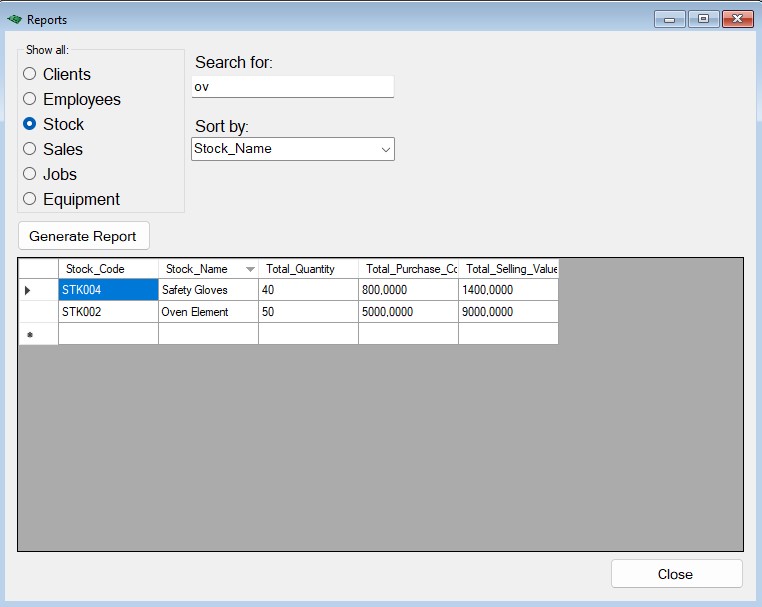 Reports
Show all:
Clients
Employees
Stock
Sales
Jobs
Equipment
Search for:
ov
Sort by:
Stock_Name
Generate Report
Stock_Code Stock_Name Total_Quantity Total_Purchase_Co Total_Selling_Value
STK004 Safety Gloves 40 800,0000 1400,0000
STK002 Oven Element 50 5000,0000 9000,0000
Close